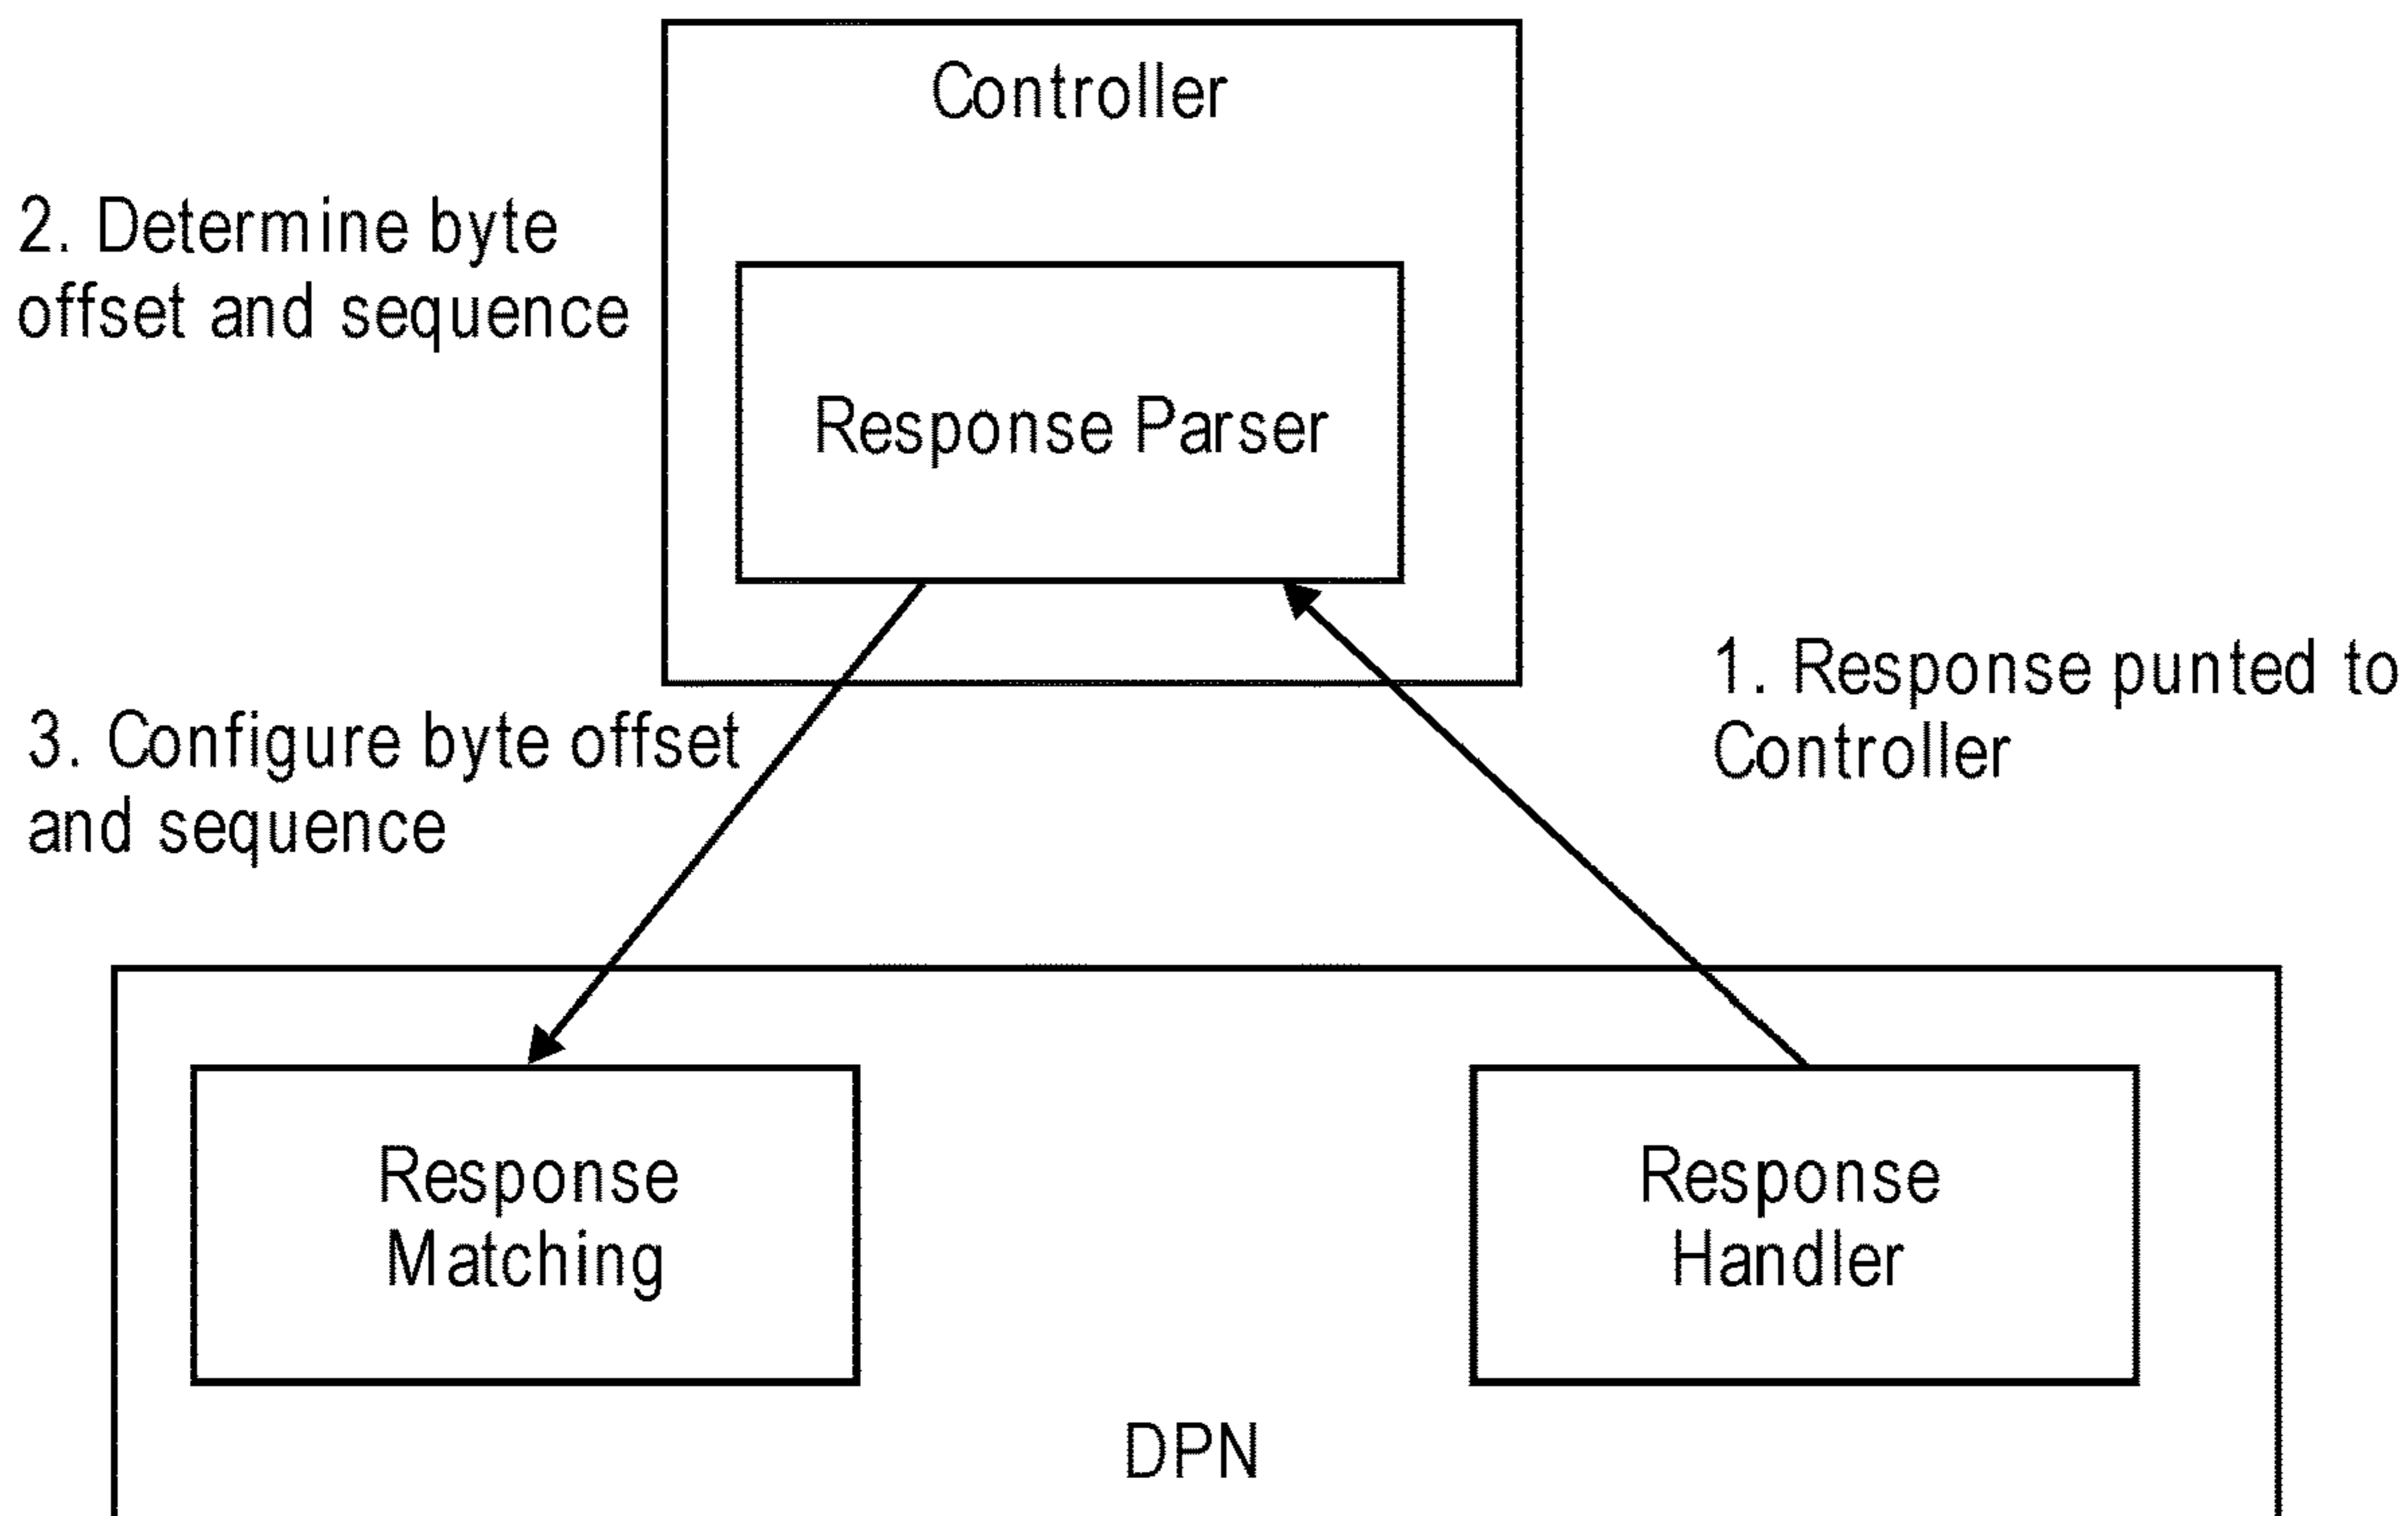 Controller
2. Determine byte
offset and sequence
Response Parser
1. Response punted to
Controller
3. Configure byte offset
and sequence
Response
Matching
Response
Handler
DPN